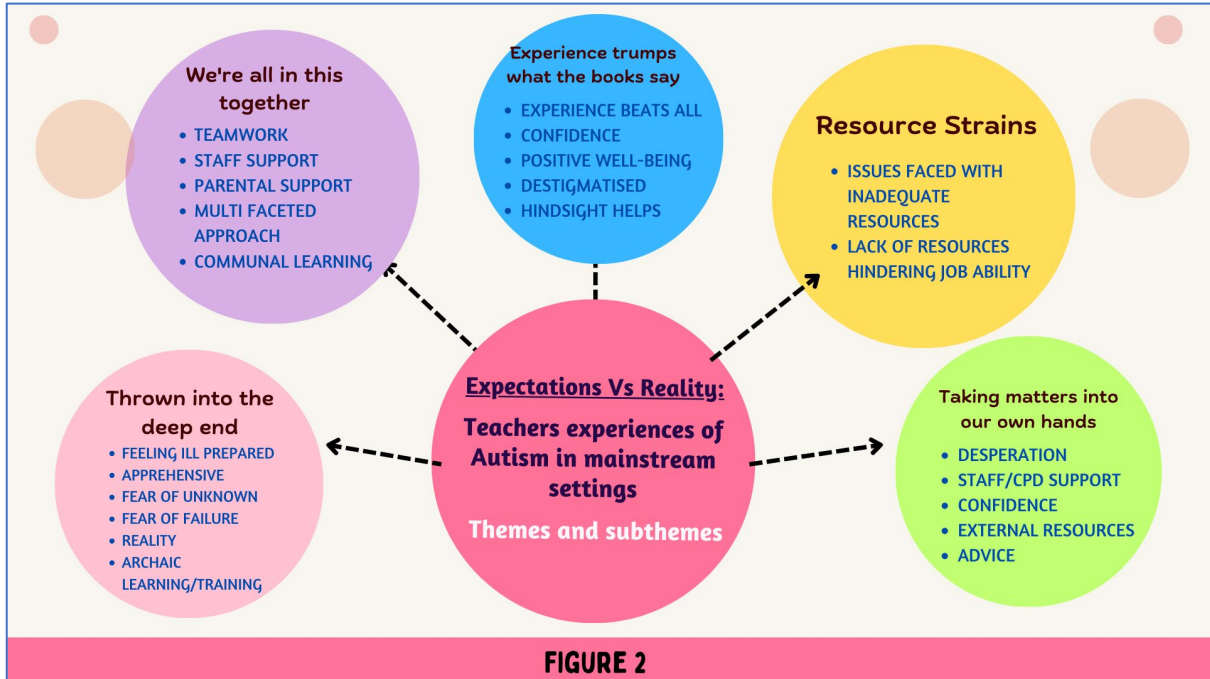 We're all in this
together
• TEAMWORK
• STAFF SUPPORT
• PARENTAL SUPPORT
• MULTI FACETED
APPROACH
• COMMUNAL LEARNING
Experience trumps
what the books say
• EXPERIENCE BEATS ALL
• CONFIDENCE
• POSITIVE WELL-BEING
• DESTIGMATISED
• HINDSIGHT HELPS
Resource Strains
• ISSUES FACED WITH
INADEQUATE
RESOURCES
• LACK OF RESOURCES
HINDERING JOB ABILITY
Thrown into the
deep end
• FEELING ILL PREPARED
• APPREHENSIVE
• FEAR OF UNKNOWN
• FEAR OF FAILURE
• REALITY
• ARCHAIC
LEARNING/TRAINING
Expectations Vs Reality:
Teachers experiences of
Autism in mainstream
settings
Themes and subthemes
Taking matters into
our own hands
• DESPERATION
• STAFF/CPD SUPPORT
• CONFIDENCE
• EXTERNAL RESOURCES
• ADVICE
FIGURE 2